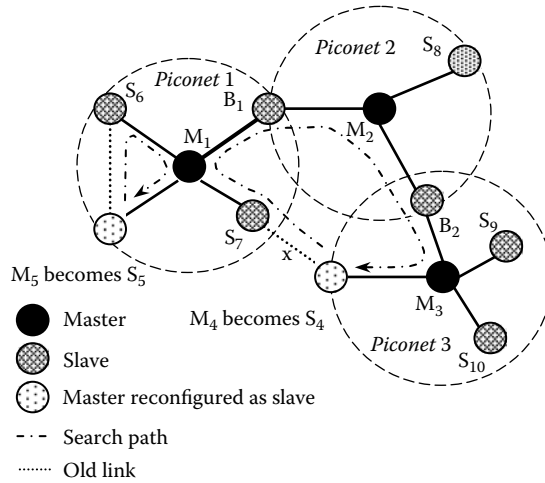 Piconet 2
S8
Piconet 1
S6
B1
M1
M2
S7
B2
S9
x
M5 becomes S5
M3
M4 becomes S4
Piconet 3
S10
Master
Slave
Master reconfigured as slave
Search path
Old link